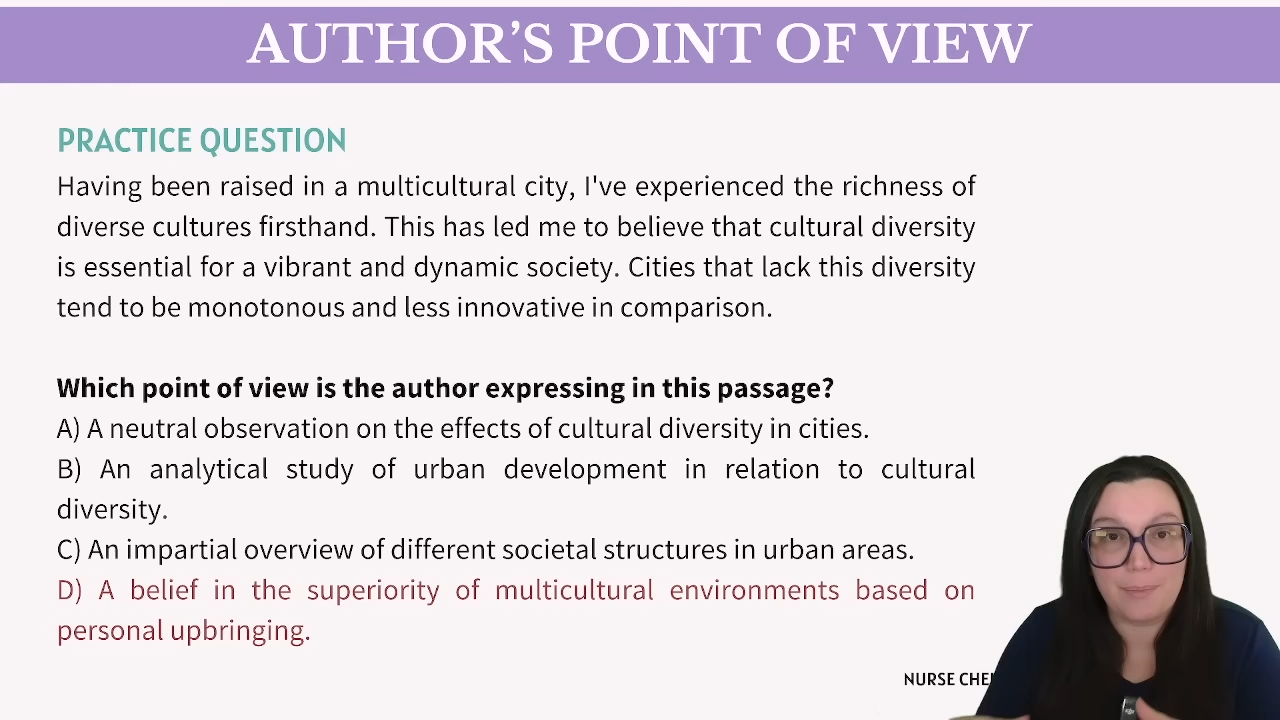 AUTHOR'S POINT OF VIEW
PRACTICE QUESTION
Having been raised in a multicultural city, I've experienced the richness of
diverse cultures firsthand. This has led me to believe that cultural diversity
is essential for a vibrant and dynamic society. Cities that lack this diversity
tend to be monotonous and less innovative in comparison.
Which point of view is the author expressing in this passage?
A) A neutral observation on the effects of cultural diversity in cities.
B) An analytical study of urban development in relation to cultural
diversity.
C) An impartial overview of different societal structures in urban areas.
D) A belief in the superiority of multicultural environments based on
personal upbringing.
NURSE